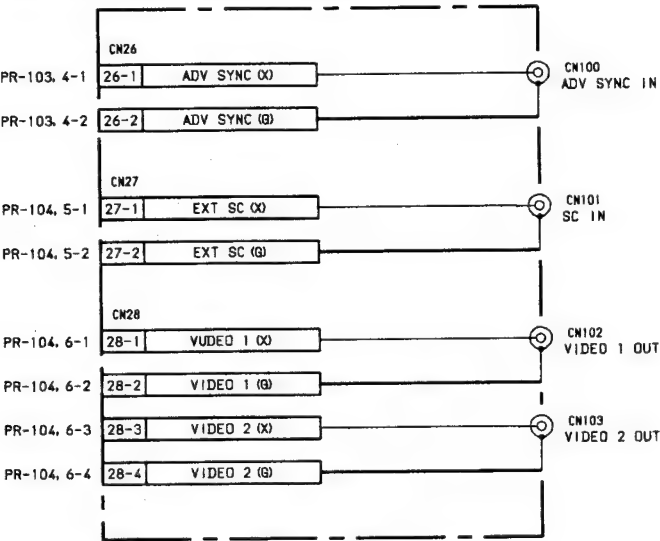 CN26
PR-103, 4-1 26-1 ADV SYNC (X) CN100
ADV SYNC IN
PR-103, 4-2 26-2 ADV SYNC (G)
CN27
PR-104, 5-1 27-1 EXT SC (X) CN101
SC IN
PR-104, 5-2 27-2 EXT SC (G)
CN28
PR-104, 6-1 28-1 VUDEO 1 (X) CN102
VIDEO 1 OUT
PR-104, 6-2 28-2 VIDEO 1 (G)
PR-104, 6-3 28-3 VIDEO 2 (X) CN103
VIDEO 2 OUT
PR-104, 6-4 28-4 VIDEO 2 (G)